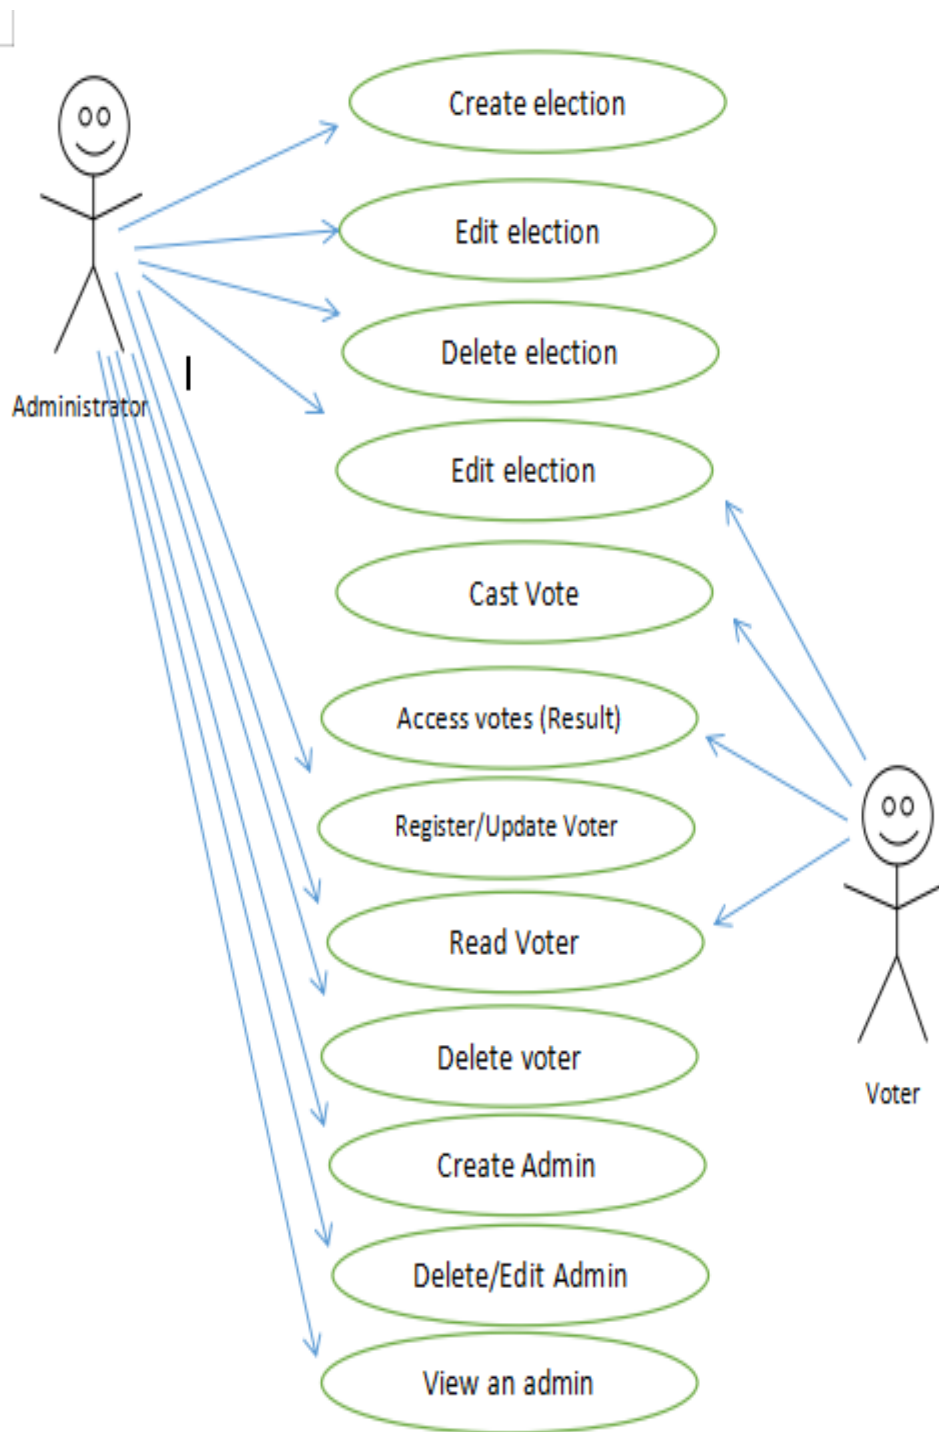 Create election
Edit election
Delete election
Administrator
Edit election
Cast Vote
Access votes (Result)
Register/Update Voter
Read Voter
Delete voter
Voter
Create Admin
Delete/Edit Admin
View an admin